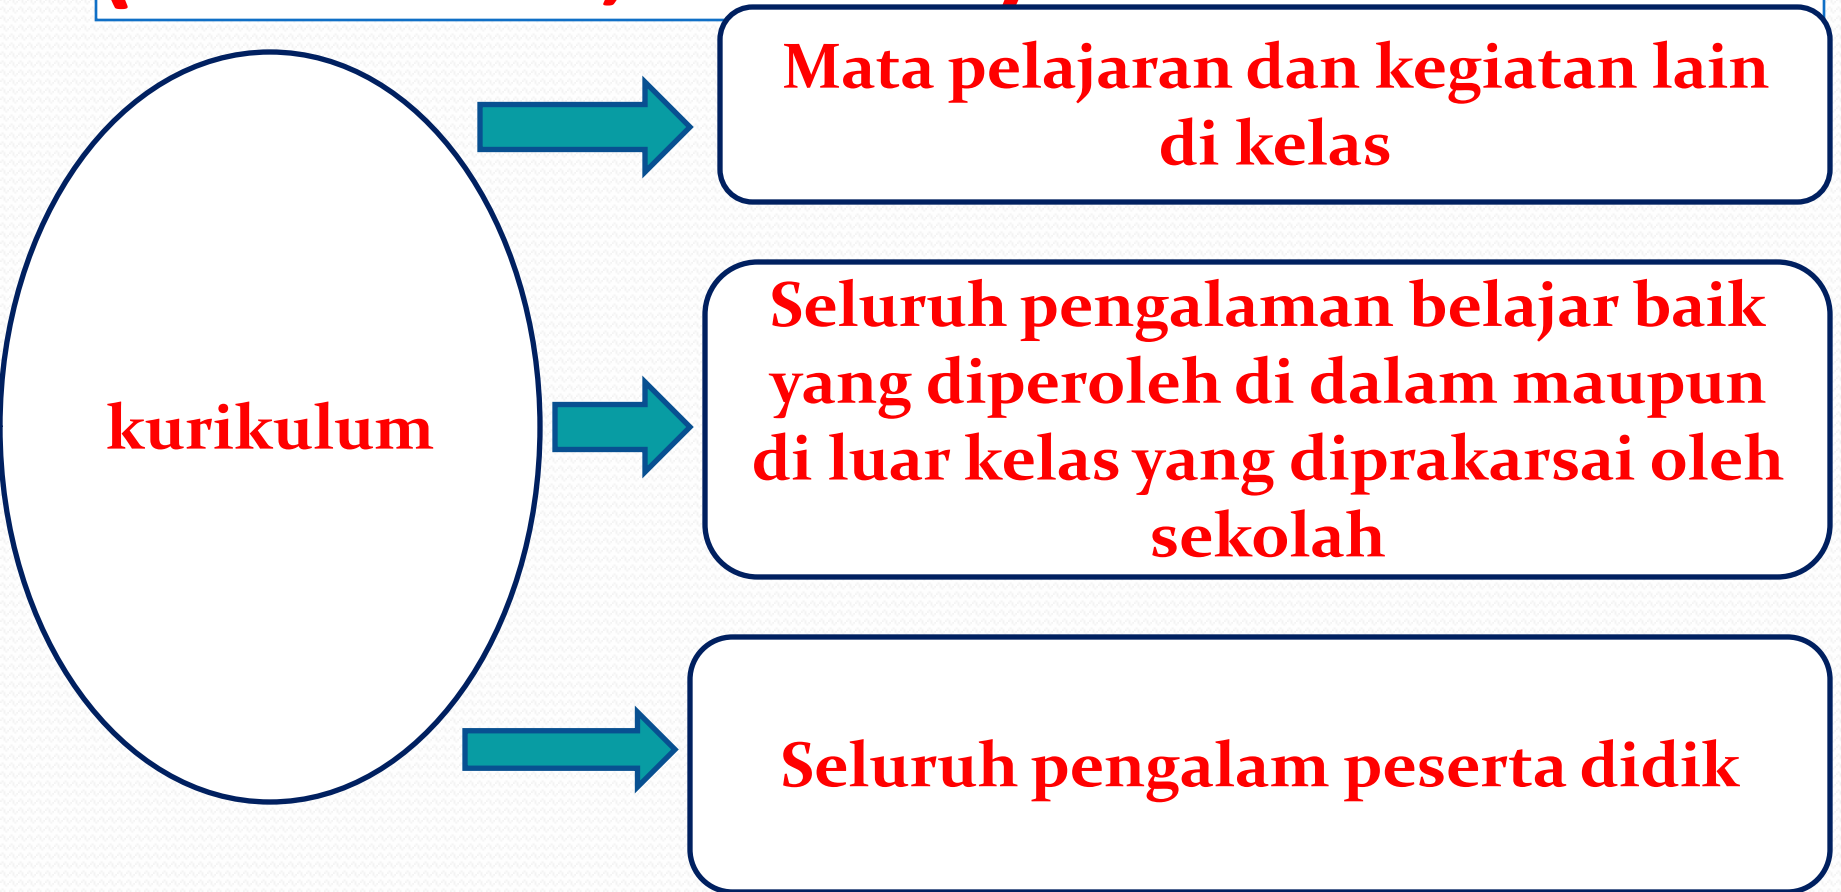 Mata pelajaran dan kegiatan lain
di kelas
kurikulum
Seluruh pengalaman belajar baik
yang diperoleh di dalam maupun
di luar kelas yang diprakarsai oleh
sekolah
Seluruh pengalam peserta didik